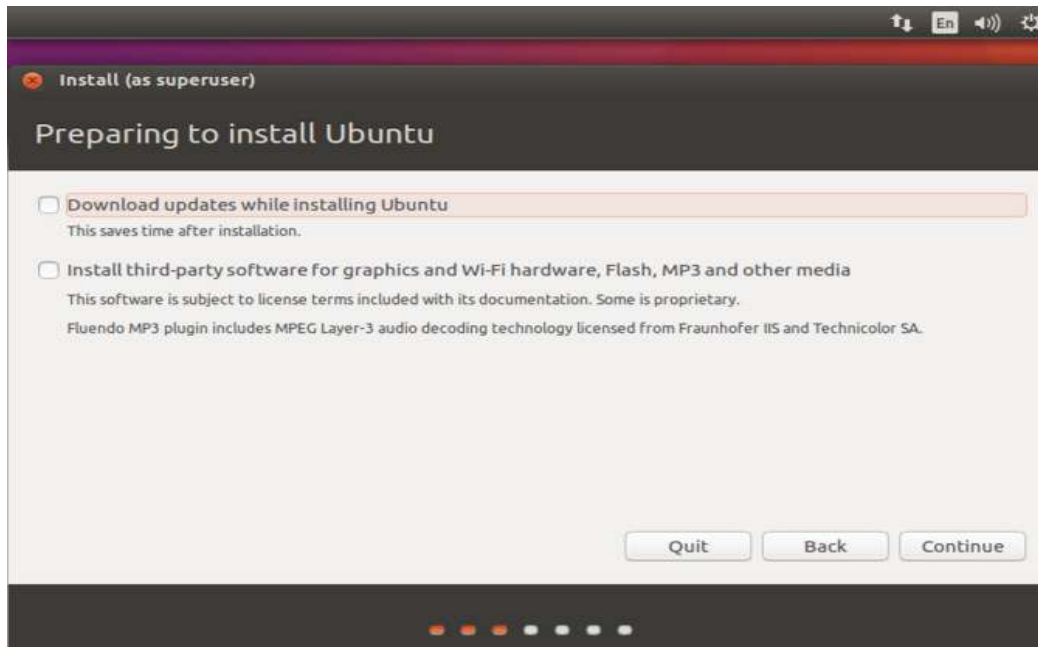 En
Install (as superuser)
Preparing to install Ubuntu
Download updates while installing Ubuntu
This saves time after installation.
Install third-party software for graphics and Wi-Fi hardware, Flash, MP3 and other media
This software is subject to license terms included with its documentation. Some is proprietary.
Fluendo MP3 plugin includes MPEG Layer-3 audio decoding technology licensed from Fraunhofer IIS and Technicolor SA.
Quit Back Continue